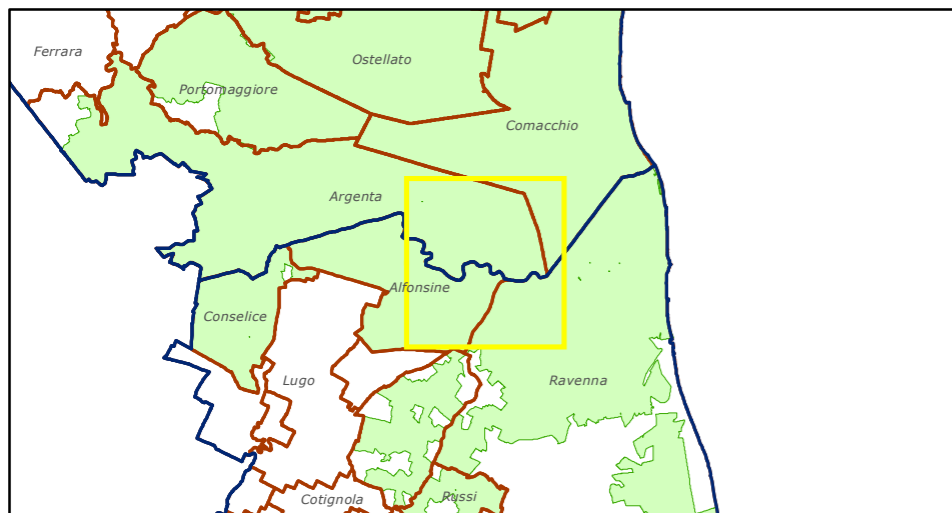 Ferrara
Ostellato
Portomaggiore
Comacchio
Argenta
Alfonsine
Conselice
Lugo
Ravenna
Cotignola
Russi